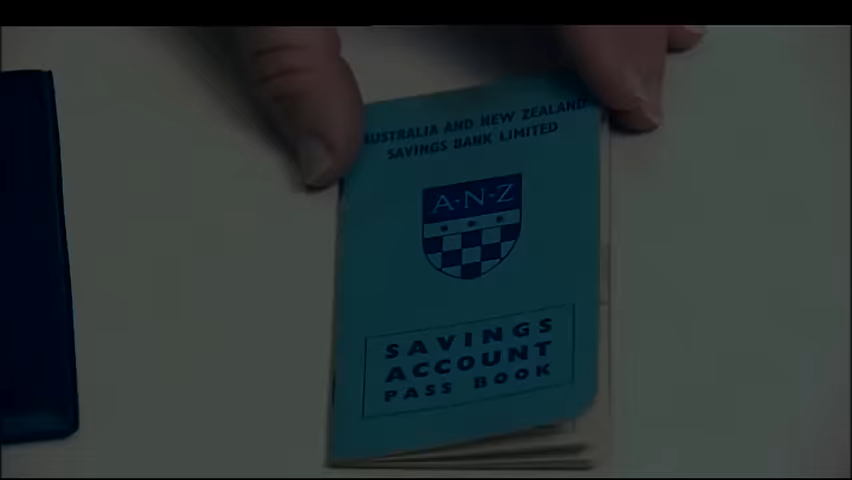 AUSTRALIA AND NEW ZEALAND
SAVINGS BANK LIMITED
A·N·Z
SAVINGS
ACCOUNT
PASS BOOK